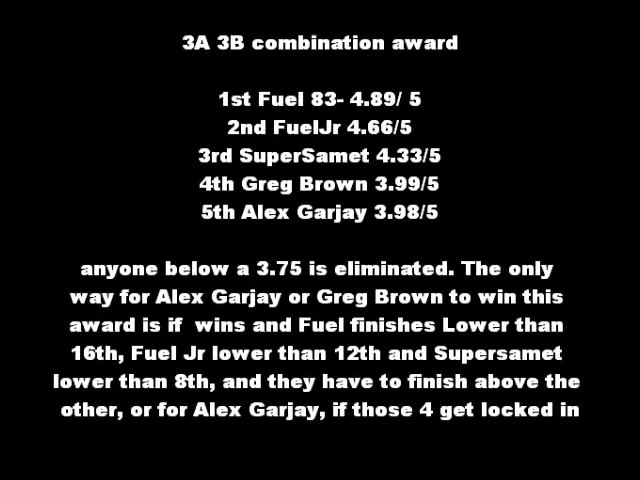 3A 3B combination award
1st Fuel 83- 4.89/ 5
2nd FuelJr 4.66/5
3rd SuperSamet 4.33/5
4th Greg Brown 3.99/5
5th Alex Garjay 3.98/5
anyone below a 3.75 is eliminated. The only
way for Alex Garjay or Greg Brown to win this
award is if  wins and Fuel finishes Lower than
16th, Fuel Jr lower than 12th and Supersamet
lower than 8th, and they have to finish above the
other, or for Alex Garjay, if those 4 get locked in